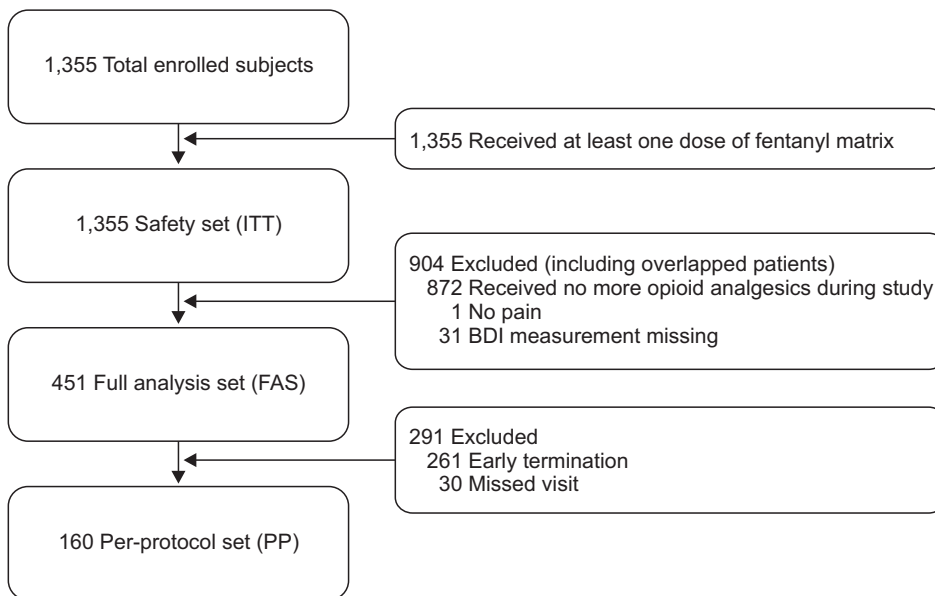 1,355 Total enrolled subjects
1,355 Received at least one dose of fentanyl matrix
1,355 Safety set (ITT)
904 Excluded (including overlapped patients)
872 Received no more opioid analgesics during study
1 No pain
31 BDI measurement missing
451 Full analysis set (FAS)
291 Excluded
261 Early termination
30 Missed visit
160 Per-protocol set (PP)